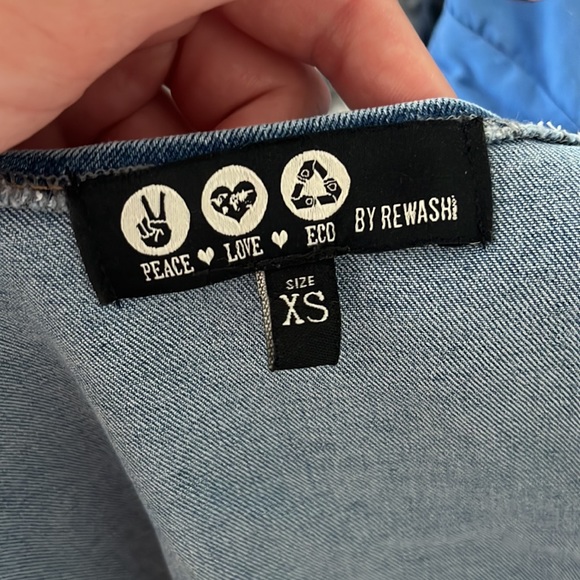 PEACE ♥ LOVE ♥ ECO BY REWASH
SIZE
XS